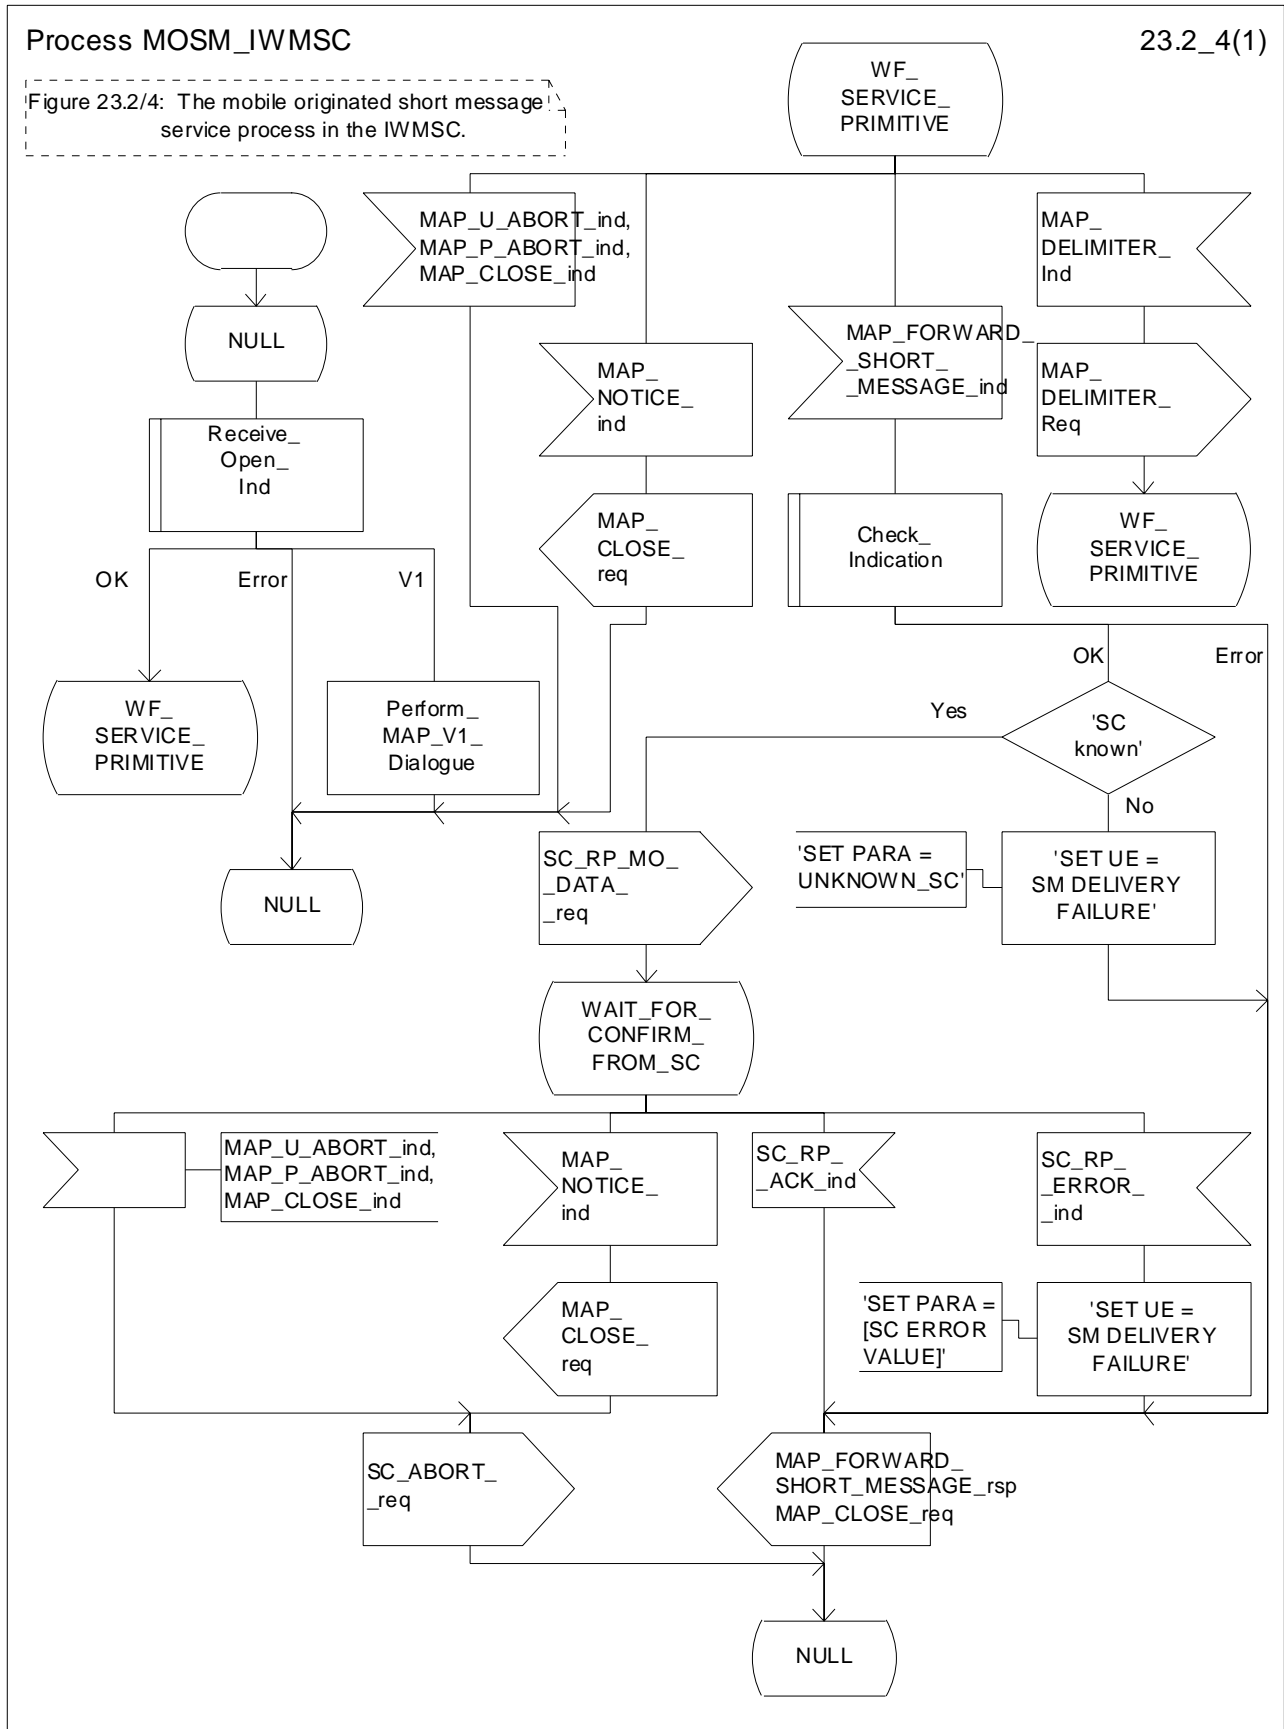 Process MOSM_IWMSC
23.2_4(1)
Figure 23.2/4: The mobile originated short message
service process in the IWMSC.
WF_
SERVICE_
PRIMITIVE
MAP_U_ABORT_ind,
MAP_P_ABORT_ind,
MAP_CLOSE_ind
MAP_
DELIMITER_
Ind
NULL
MAP_
NOTICE_
ind
MAP_FORWARD_
_SHORT_
_MESSAGE_ind
MAP_
DELIMITER_
Req
Receive_
Open_
Ind
MAP_
CLOSE_
req
Check_
Indication
WF_
SERVICE_
PRIMITIVE
OK
Error
V1
OK
Error
WF_
SERVICE_
PRIMITIVE
Perform_
MAP_V1_
Dialogue
Yes
'SC
known'
No
NULL
SC_RP_MO_
_DATA_
_req
'SET PARA =
UNKNOWN_SC'
'SET UE =
SM DELIVERY
FAILURE'
WAIT_FOR_
CONFIRM_
FROM_SC
MAP_U_ABORT_ind,
MAP_P_ABORT_ind,
MAP_CLOSE_ind
MAP_
NOTICE_
ind
SC_RP_
_ACK_ind
SC_RP_
_ERROR_
_ind
MAP_
CLOSE_
req
'SET PARA =
[SC ERROR
VALUE]'
'SET UE =
SM DELIVERY
FAILURE'
SC_ABORT_
_req
MAP_FORWARD_
SHORT_MESSAGE_rsp
MAP_CLOSE_req
NULL